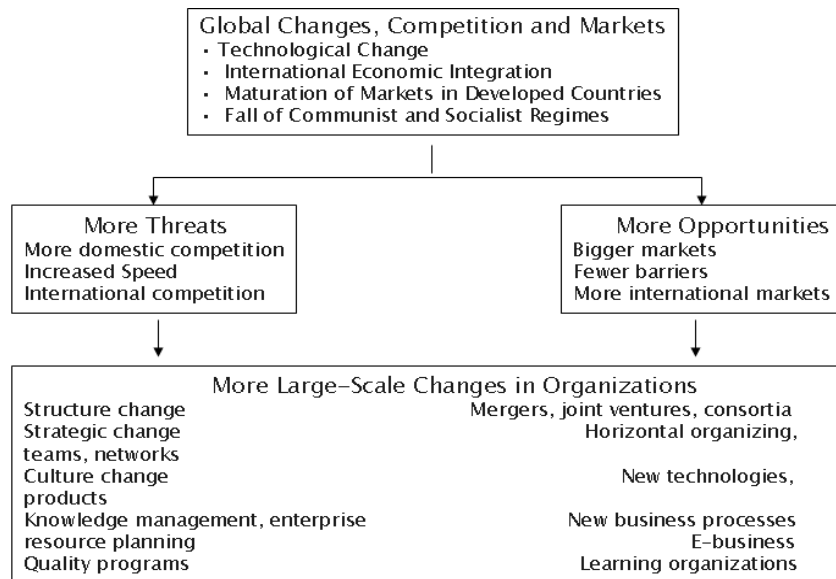 Global Changes, Competition and Markets
· Technological Change
· International Economic Integration
· Maturation of Markets in Developed Countries
· Fall of Communist and Socialist Regimes
More Threats
More domestic competition
Increased Speed
International competition
More Opportunities
Bigger markets
Fewer barriers
More international markets
More Large-Scale Changes in Organizations
Structure change Mergers, joint ventures, consortia
Strategic change Horizontal organizing,
teams, networks
Culture change New technologies,
products
Knowledge management, enterprise New business processes
resource planning E-business
Quality programs Learning organizations